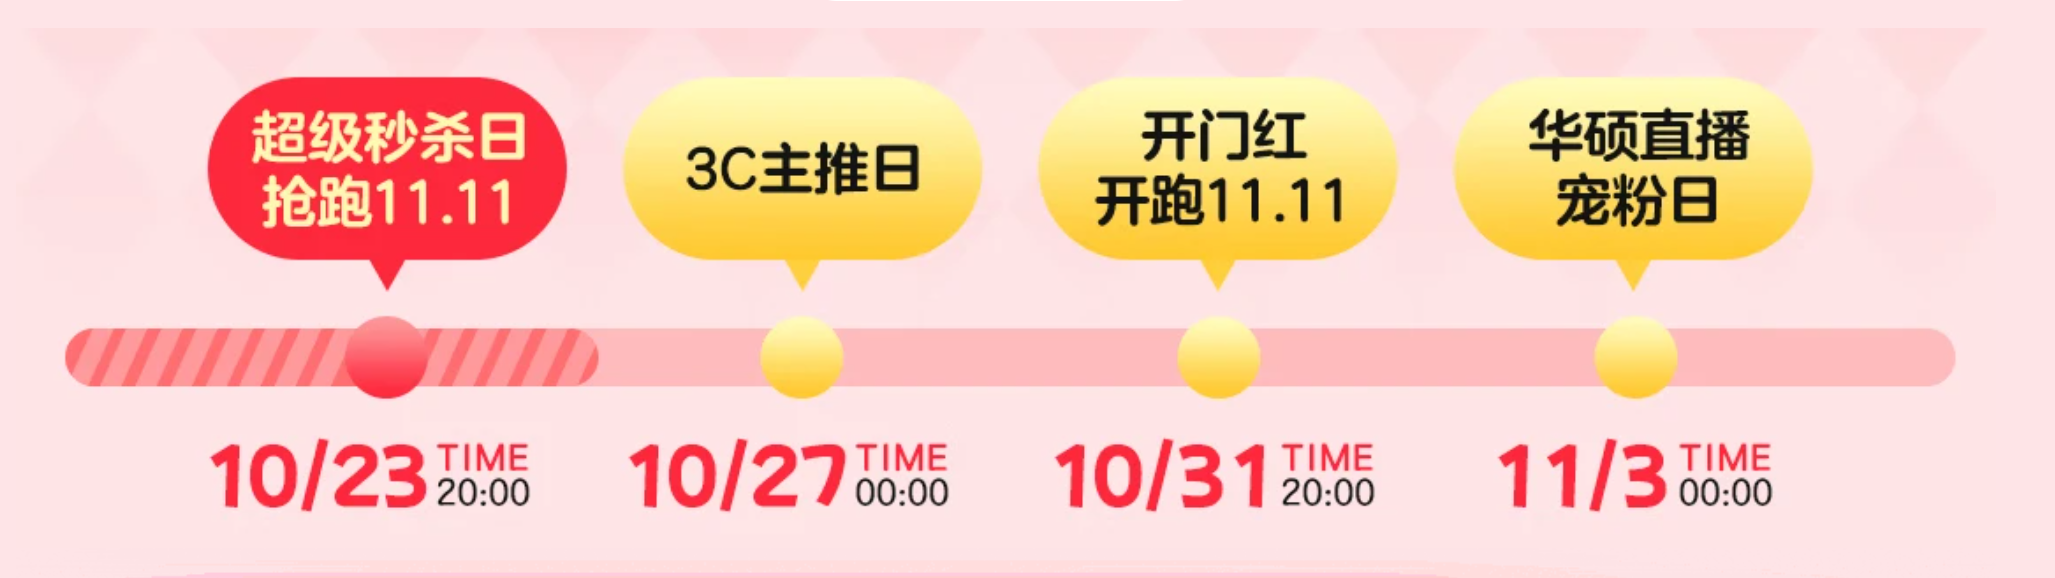 超级秒杀日
抢跑11.11
3C主推日
开门红
开跑11.11
华硕直播
宠粉日
10/23 TIME 20:00
10/27 TIME 00:00
10/31 TIME 20:00
11/3 TIME 00:00